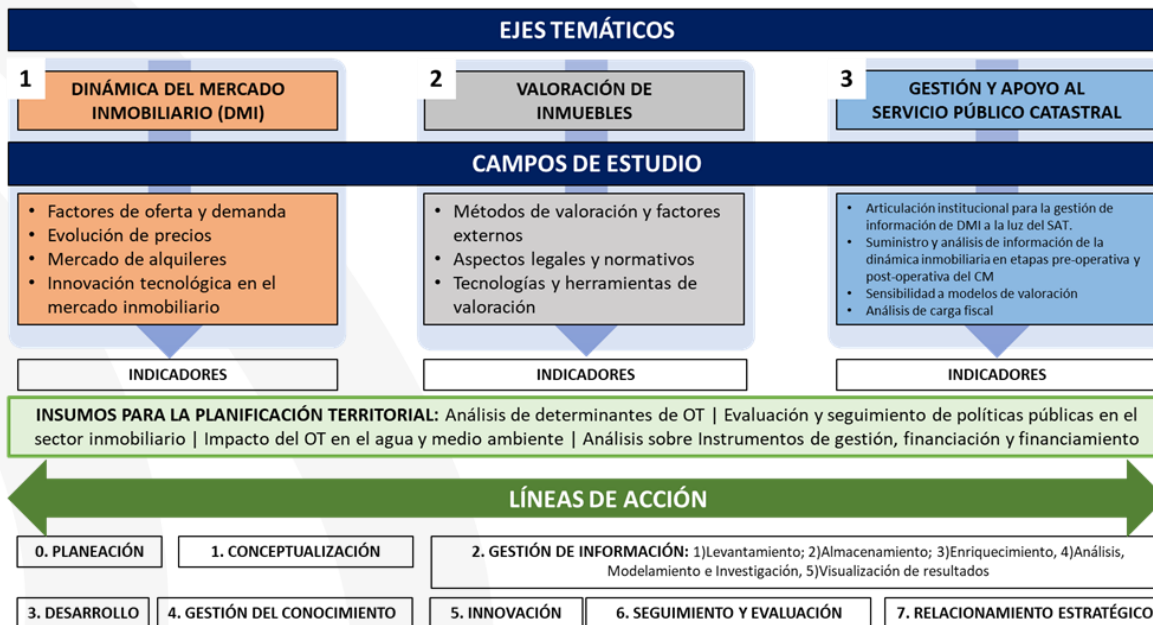 EJES TEMÁTICOS
1
DINÁMICA DEL MERCADO
INMOBILIARIO (DMI)
2
VALORACIÓN DE
INMUEBLES
3
GESTIÓN Y APOYO AL
SERVICIO PÚBLICO CATASTRAL
CAMPOS DE ESTUDIO
• Factores de oferta y demanda
• Evolución de precios
• Mercado de alquileres
• Innovación tecnológica en el
mercado inmobiliario
• Métodos de valoración y factores
externos
• Aspectos legales y normativos
• Tecnologías y herramientas de
valoración
• Articulación institucional para la gestión de
información de DMI a la luz del SAT.
• Suministro y análisis de información de la
dinámica inmobiliaria en etapas pre-operativa y
post-operativa del CM
• Sensibilidad a modelos de valoración
• Análisis de carga fiscal
INDICADORES
INDICADORES
INDICADORES
INSUMOS PARA LA PLANIFICACIÓN TERRITORIAL: Análisis de determinantes de OT | Evaluación y seguimiento de políticas públicas en el
sector inmobiliario | Impacto del OT en el agua y medio ambiente | Análisis sobre Instrumentos de gestión, financiación y financiamiento
LÍNEAS DE ACCIÓN
0. PLANEACIÓN
1. CONCEPTUALIZACIÓN
2. GESTIÓN DE INFORMACIÓN: 1)Levantamiento; 2)Almacenamiento; 3)Enriquecimiento, 4)Análisis,
Modelamiento e Investigación, 5)Visualización de resultados
3. DESARROLLO
4. GESTIÓN DEL CONOCIMIENTO
5. INNOVACIÓN
6. SEGUIMIENTO Y EVALUACIÓN
7. RELACIONAMIENTO ESTRATÉGICO